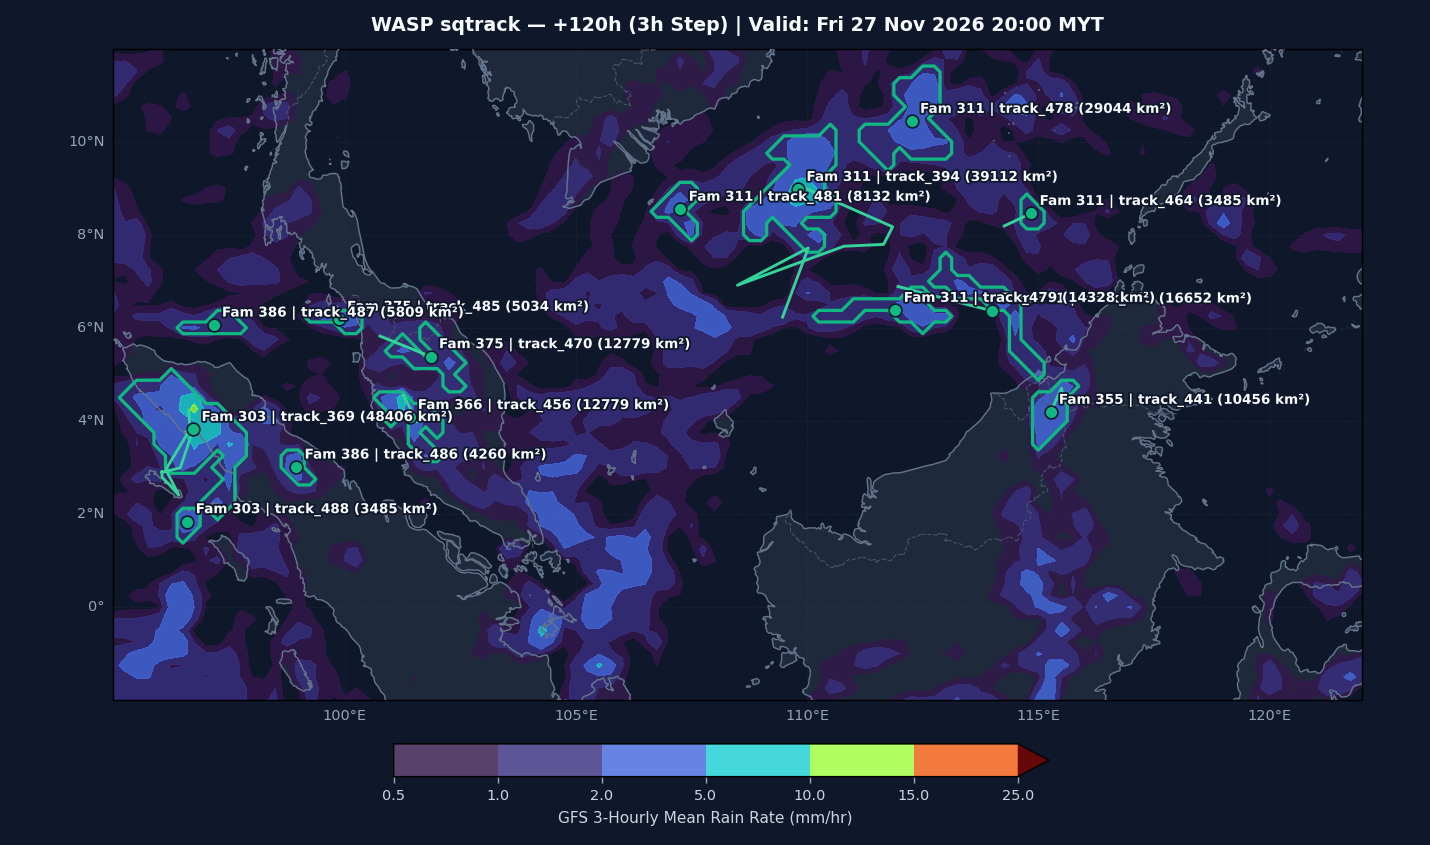 WASP sqtrack — +120h (3h Step) | Valid: Fri 27 Nov 2026 20:00 MYT
Fam 311 | track_478 (29044 km²)
10°N
Fam 311 | track_394 (39112 km²)
Fam 311 | track_481 (8132 km²)
Fam 311 | track_464 (3485 km²)
8°N
Fam 311 | track_479 (14328 km²) (16652 km²)
Fam 375 | track_485 (5034 km²)
Fam 386 | track_487 (5809 km²)
6°N
Fam 375 | track_470 (12779 km²)
Fam 355 | track_441 (10456 km²)
Fam 366 | track_456 (12779 km²)
Fam 303 | track_369 (48406 km²)
4°N
Fam 386 | track_486 (4260 km²)
Fam 303 | track_488 (3485 km²)
2°N
0°
100°E 105°E 110°E 115°E 120°E
0.5 1.0 2.0 5.0 10.0 15.0 25.0
GFS 3-Hourly Mean Rain Rate (mm/hr)